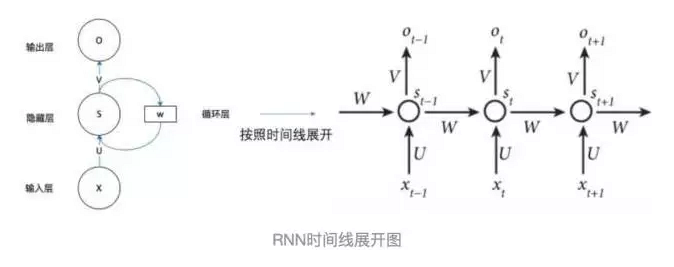 输出层
O
V
隐藏层
S
W
循环层
U
输入层
X
按照时间线展开
O_{t-1} O_t O_{t+1}
V V V
W S_{t-1} W S_t W S_{t+1} W
U U U
X_{t-1} X_t X_{t+1}
RNN时间线展开图